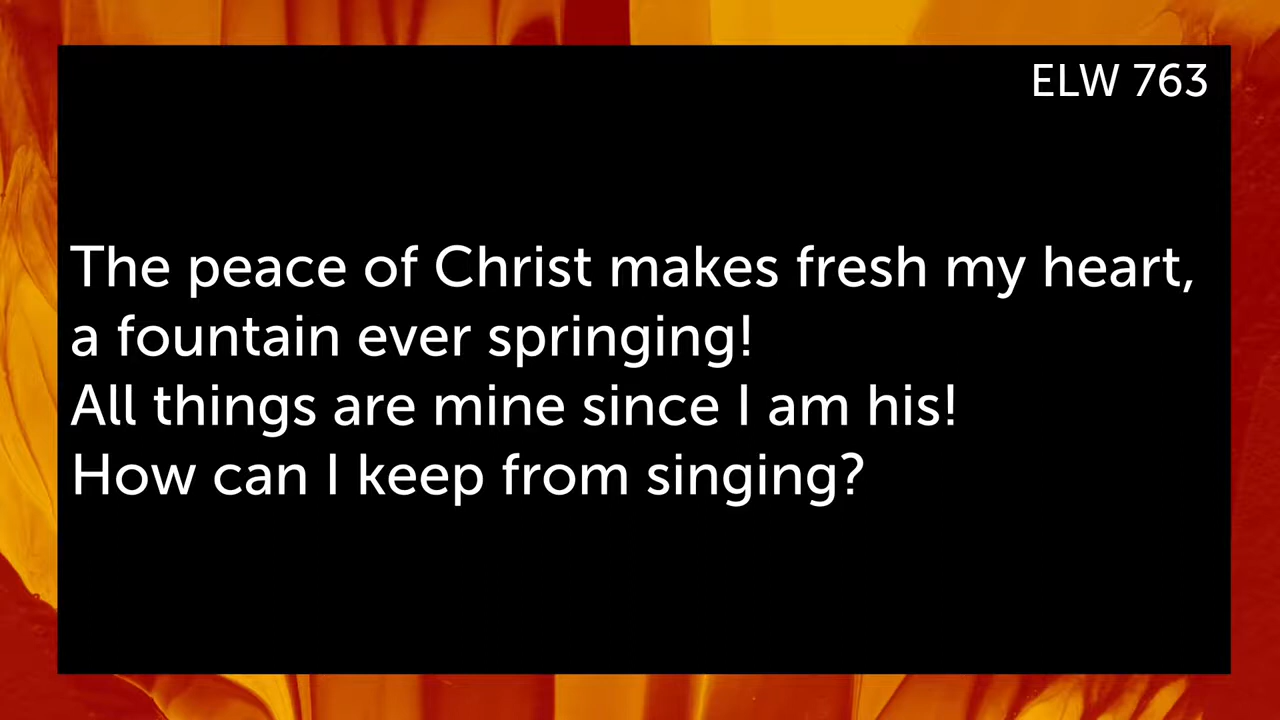 ELW 763
The peace of Christ makes fresh my heart,
a fountain ever springing!
All things are mine since I am his!
How can I keep from singing?